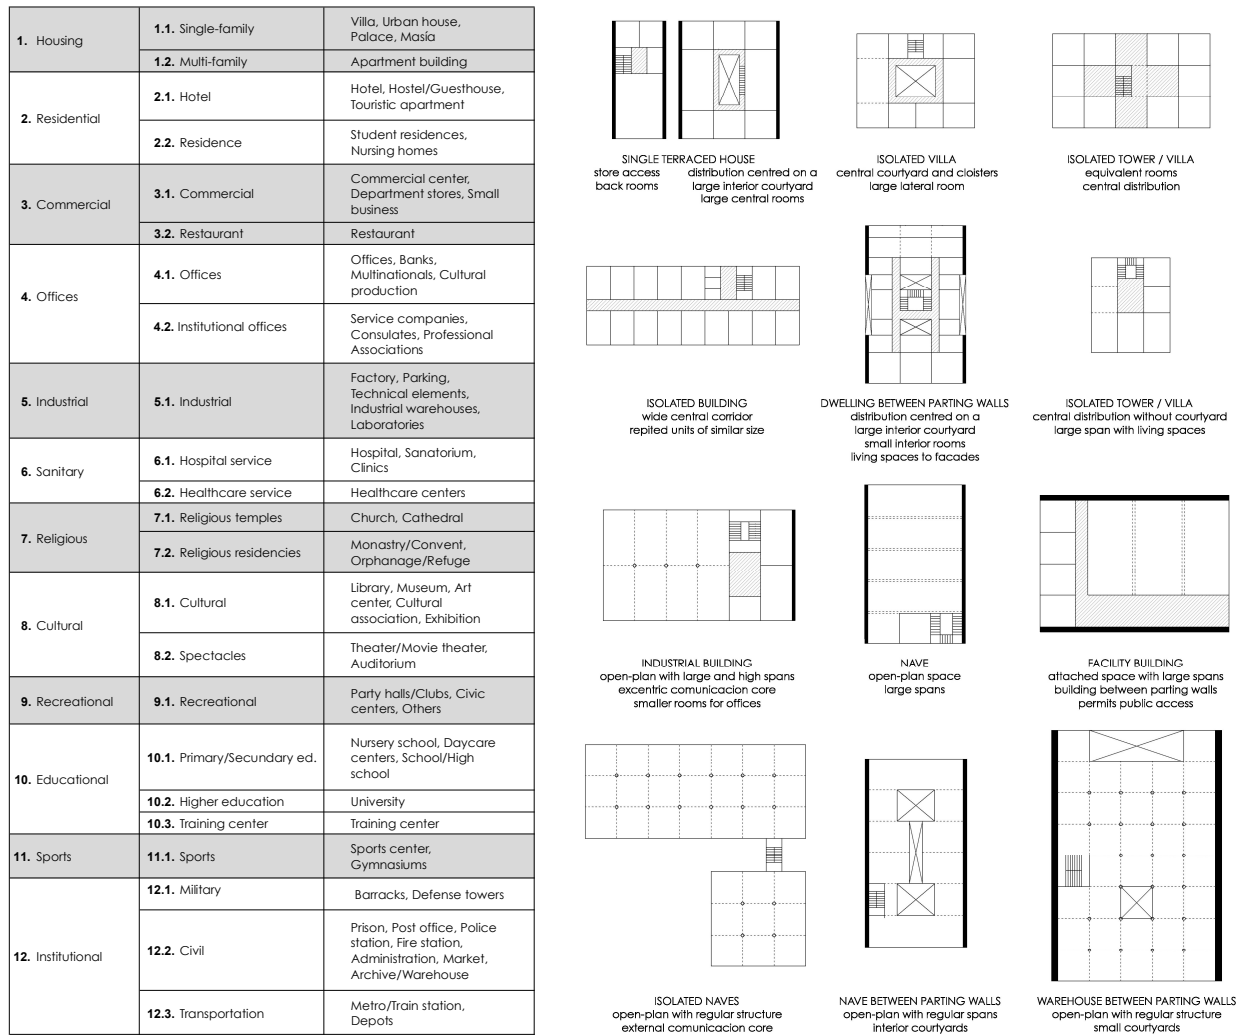 1. Housing
1.1. Single-family
Villa, Urban house,
Palace, Masía
1.2. Multi-family
Apartment building
2. Residential
2.1. Hotel
Hotel, Hostel/Guesthouse,
Touristic apartment
2.2. Residence
Student residences,
Nursing homes
3. Commercial
3.1. Commercial
Commercial center,
Department stores, Small
business
3.2. Restaurant
Restaurant
4. Offices
4.1. Offices
Offices, Banks,
Multinationals, Cultural
production
4.2. Institutional offices
Service companies,
Consulates, Professional
Associations
5. Industrial
5.1. Industrial
Factory, Parking,
Technical elements,
Industrial warehouses,
Laboratories
6. Sanitary
6.1. Hospital service
Hospital, Sanatorium,
Clinics
6.2. Healthcare service
Healthcare centers
7. Religious
7.1. Religious temples
Church, Cathedral
7.2. Religious residencies
Monastry/Convent,
Orphanage/Refuge
8. Cultural
8.1. Cultural
Library, Museum, Art
center, Cultural
association, Exhibition
8.2. Spectacles
Theater/Movie theater,
Auditorium
9. Recreational
9.1. Recreational
Party halls/Clubs, Civic
centers, Others
10. Educational
10.1. Primary/Secundary ed.
Nursery school, Daycare
centers, School/High
school
10.2. Higher education
University
10.3. Training center
Training center
11. Sports
11.1. Sports
Sports center,
Gymnasiums
12. Institutional
12.1. Military
Barracks, Defense towers
12.2. Civil
Prison, Post office, Police
station, Fire station,
Administration, Market,
Archive/Warehouse
12.3. Transportation
Metro/Train station,
Depots
SINGLE TERRACED HOUSE
store access
back rooms
distribution centred on a
large interior courtyard
large central rooms
ISOLATED VILLA
central courtyard and cloisters
large lateral room
ISOLATED TOWER / VILLA
equivalent rooms
central distribution
ISOLATED BUILDING
wide central corridor
repited units of similar size
DWELLING BETWEEN PARTING WALLS
distribution centred on a
large interior courtyard
small interior rooms
living spaces to facades
ISOLATED TOWER / VILLA
central distribution without courtyard
large span with living spaces
INDUSTRIAL BUILDING
open-plan with large and high spans
excentric comunicacion core
smaller rooms for offices
NAVE
open-plan space
large spans
FACILITY BUILDING
attached space with large spans
building between parting walls
permits public access
ISOLATED NAVES
open-plan with regular structure
external comunicacion core
NAVE BETWEEN PARTING WALLS
open-plan with regular spans
interior courtyards
WAREHOUSE BETWEEN PARTING WALLS
open-plan with regular structure
small courtyards